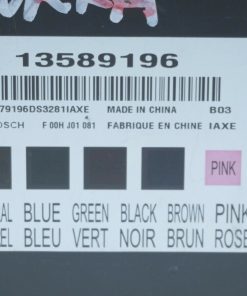 13589196
79196DS3281IAXE MADE IN CHINA B03
OSCH F 00H J01 081 FABRIQUE EN CHINE IAXE
PINK
AL BLUE GREEN BLACK BROWN PINK
EL BLEU VERT NOIR BRUN ROSE